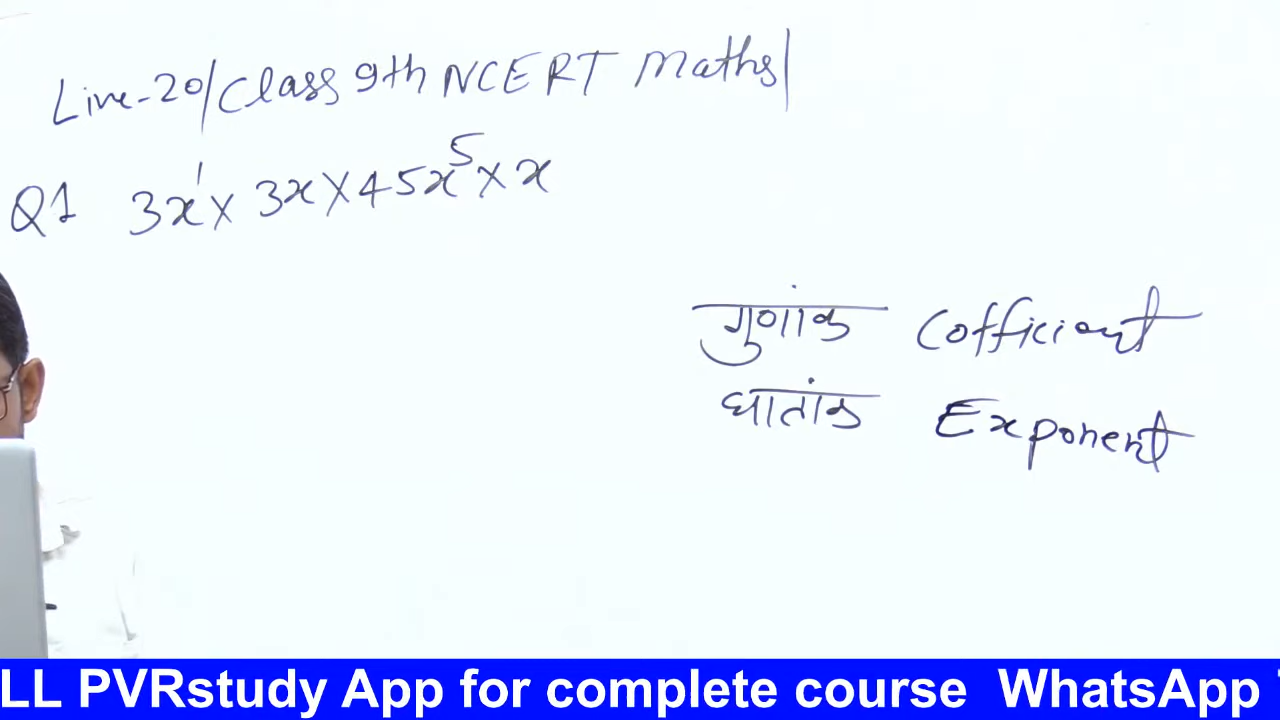 Live-20/Class 9th NCERT Maths/
Q1 3x¹ × 3x × 45x⁵ × x
गुणांक Cofficient
घातांक Exponent
LL PVRstudy App for complete course WhatsApp